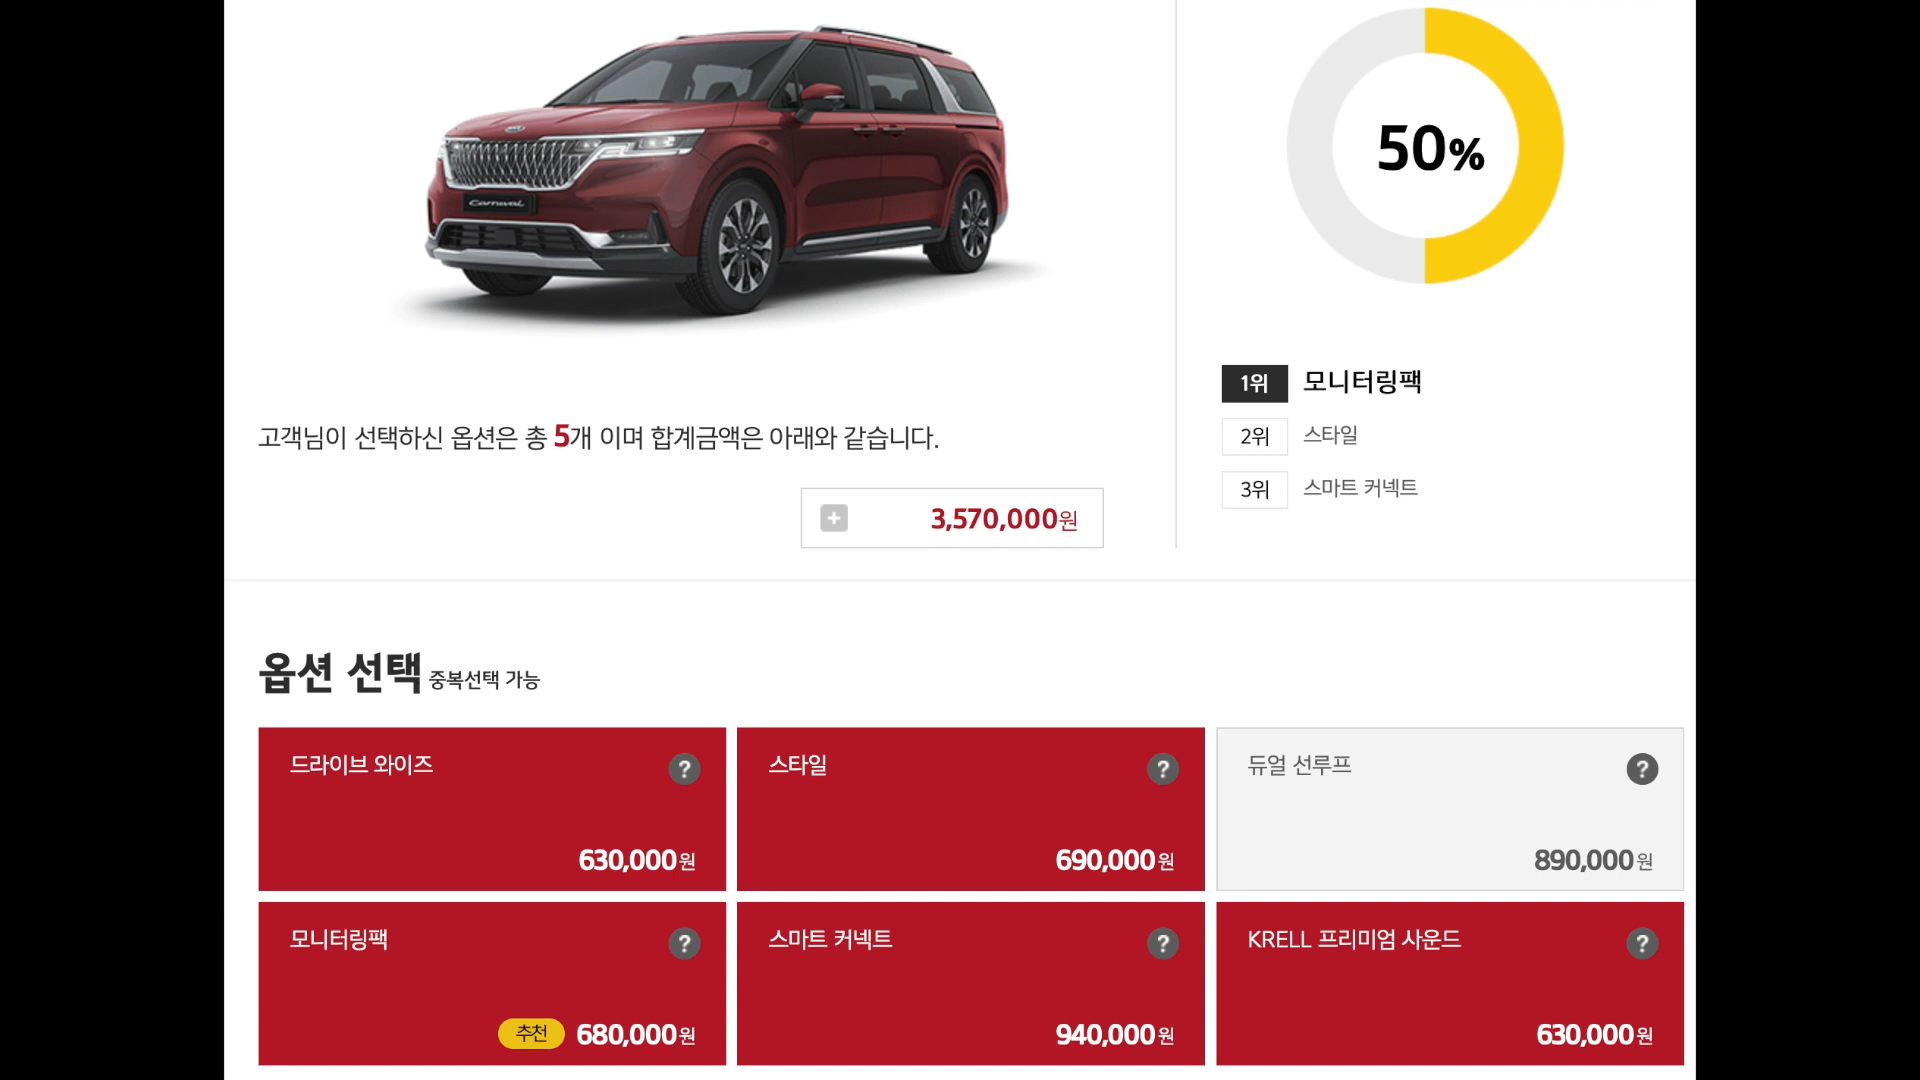 Carnival
50%
1위 모니터링팩
2위 스타일
3위 스마트 커넥트
고객님이 선택하신 옵션은 총 5개 이며 합계금액은 아래와 같습니다.
+ 3,570,000원
옵션 선택 중복선택 가능
드라이브 와이즈 ?
630,000원
스타일 ?
690,000원
듀얼 선루프 ?
890,000원
모니터링팩 ?
추천 680,000원
스마트 커넥트 ?
940,000원
KRELL 프리미엄 사운드 ?
630,000원